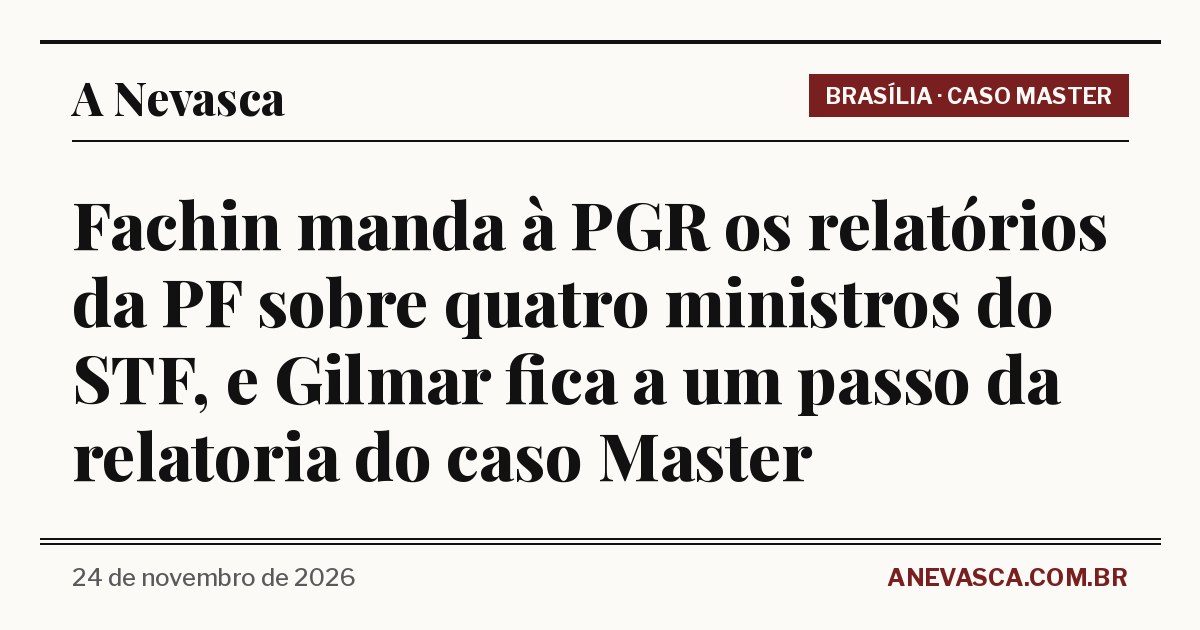 A Nevasca
BRASÍLIA · CASO MASTER
Fachin manda à PGR os relatórios
da PF sobre quatro ministros do
STF, e Gilmar fica a um passo da
relatoria do caso Master
24 de novembro de 2026
ANEVASCA.COM.BR